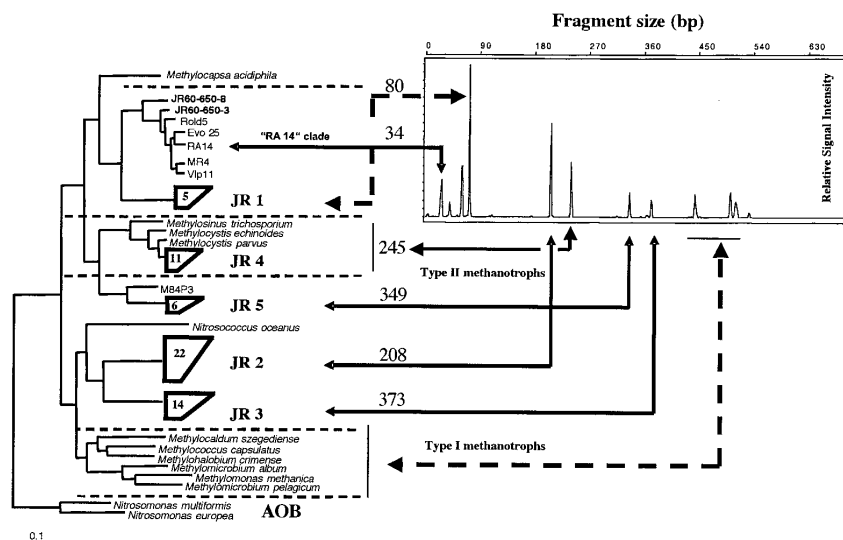 Fragment size (bp)
0 90 180 270 360 450 540 630
Relative Signal Intensity
Methylocapsa acidiphila
80
JR60-650-8
JR60-650-3
Rold5
Evo 25
"RA 14" clade
34
RA14
MR4
Vlp11
5
JR 1
Methylosinus trichosporium
Methylocystis echinoides
Methylocystis parvus
245
11
JR 4
Type II methanotrophs
M84P3
349
6
JR 5
Nitrosococcus oceanus
22
JR 2
208
373
14
JR 3
Methylocaldum szegediense
Type I methanotrophs
Methylococcus capsulatus
Methylohalobium crimense
Methylomicrobium album
Methylomonas methanica
Methylomicrobium pelagicum
Nitrosomonas multiformis
AOB
Nitrosomonas europea
0.1